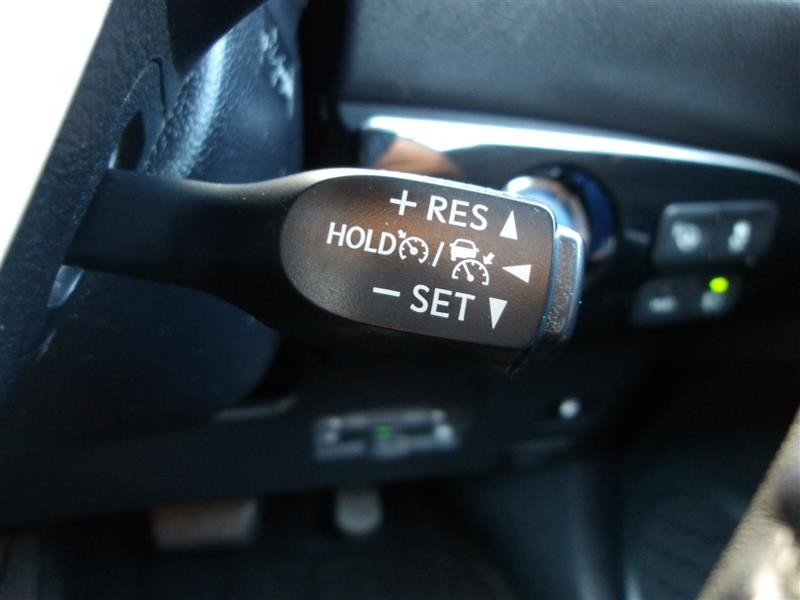 + RES ▲
HOLD / ◀
− SET ▼